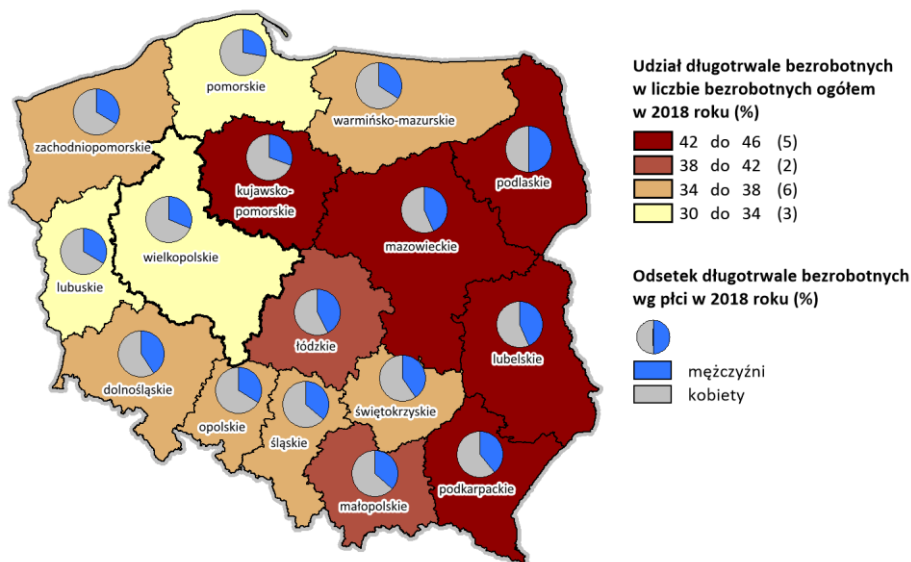 pomorskie
zachodniopomorskie
warmińsko-mazurskie
podlaskie
kujawsko-
pomorskie
mazowieckie
wielkopolskie
lubuskie
łódzkie
lubelskie
dolnośląskie
opolskie
śląskie
świętokrzyskie
małopolskie
podkarpackie
Udział długotrwale bezrobotnych
w liczbie bezrobotnych ogółem
w 2018 roku (%)
42 do 46 (5)
38 do 42 (2)
34 do 38 (6)
30 do 34 (3)
Odsetek długotrwale bezrobotnych
wg płci w 2018 roku (%)
mężczyźni
kobiety